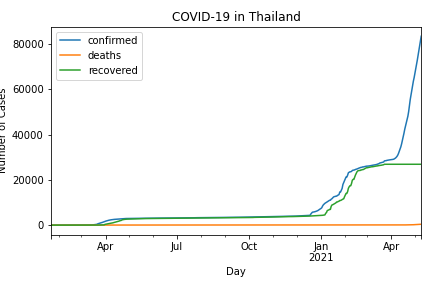 COVID-19 in Thailand
confirmed
deaths
recovered
Number of Cases
80000
60000
40000
20000
0
Apr
Jul
Oct
Jan
2021
Apr
Day